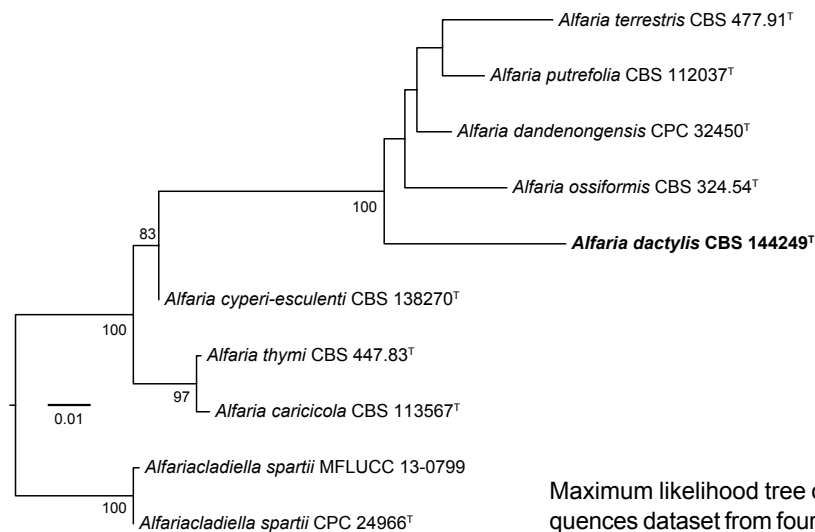 Alfaria terrestris CBS 477.91ᵀ
Alfaria putrefolia CBS 112037ᵀ
Alfaria dandenongensis CPC 32450ᵀ
Alfaria ossiformis CBS 324.54ᵀ
100
Alfaria dactylis CBS 144249ᵀ
83
Alfaria cyperi-esculenti CBS 138270ᵀ
100
Alfaria thymi CBS 447.83ᵀ
97
Alfaria caricicola CBS 113567ᵀ
0.01
Alfariacladiella spartii MFLUCC 13-0799
100
Alfariacladiella spartii CPC 24966ᵀ
Maximum likelihood tree
quences dataset from four